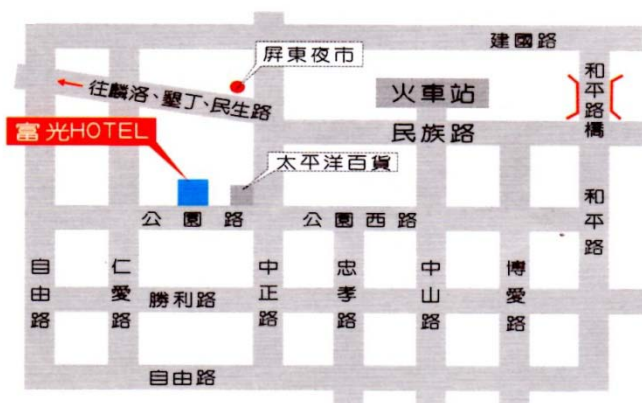 建國路
屏東夜市
和平路橋
←往麟洛、墾丁、民生路
火車站
富光HOTEL
民族路
太平洋百貨
公園路
公園西路
和平路
自由路
仁愛路
中正路
忠孝路
中山路
博愛路
勝利路
自由路